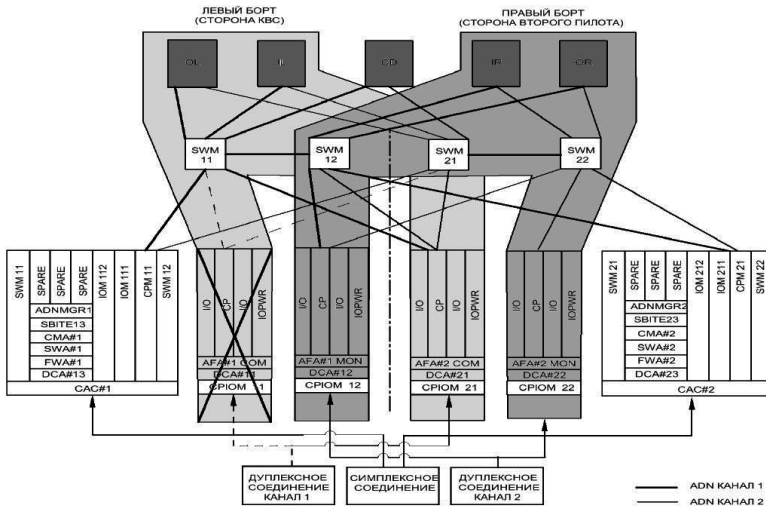 ЛЕВЫЙ БОРТ
(СТОРОНА КВС)
ПРАВЫЙ БОРТ
(СТОРОНА ВТОРОГО ПИЛОТА)
OL
IL
CD
IR
OR
SWM
11
SWM
12
SWM
21
SWM
22
SWM 11
SPARE
SPARE
SPARE
IOM 112
IOM 111
CPM 11
SWM 12
ADNMGR1
SBITE13
CMA#1
SWA#1
FWA#1
DCA#13
CAC#1
I/O
CP
I/O
IOPWR
AFA#1 COM
DCA#11
CPIOM 11
I/O
CP
I/O
IOPWR
AFA#1 MON
DCA#12
CPIOM 12
I/O
CP
I/O
IOPWR
AFA#2 COM
DCA#21
CPIOM 21
I/O
CP
I/O
IOPWR
AFA#2 MON
DCA#22
CPIOM 22
SWM 21
SPARE
SPARE
SPARE
IOM 212
IOM 211
CPM 21
SWM 22
ADNMGR2
SBITE23
CMA#2
SWA#2
FWA#2
DCA#23
CAC#2
ДУПЛЕКСНОЕ
СОЕДИНЕНИЕ
КАНАЛ 1
СИМПЛЕКСНОЕ
СОЕДИНЕНИЕ
ДУПЛЕКСНОЕ
СОЕДИНЕНИЕ
КАНАЛ 2
ADN КАНАЛ 1
ADN КАНАЛ 2